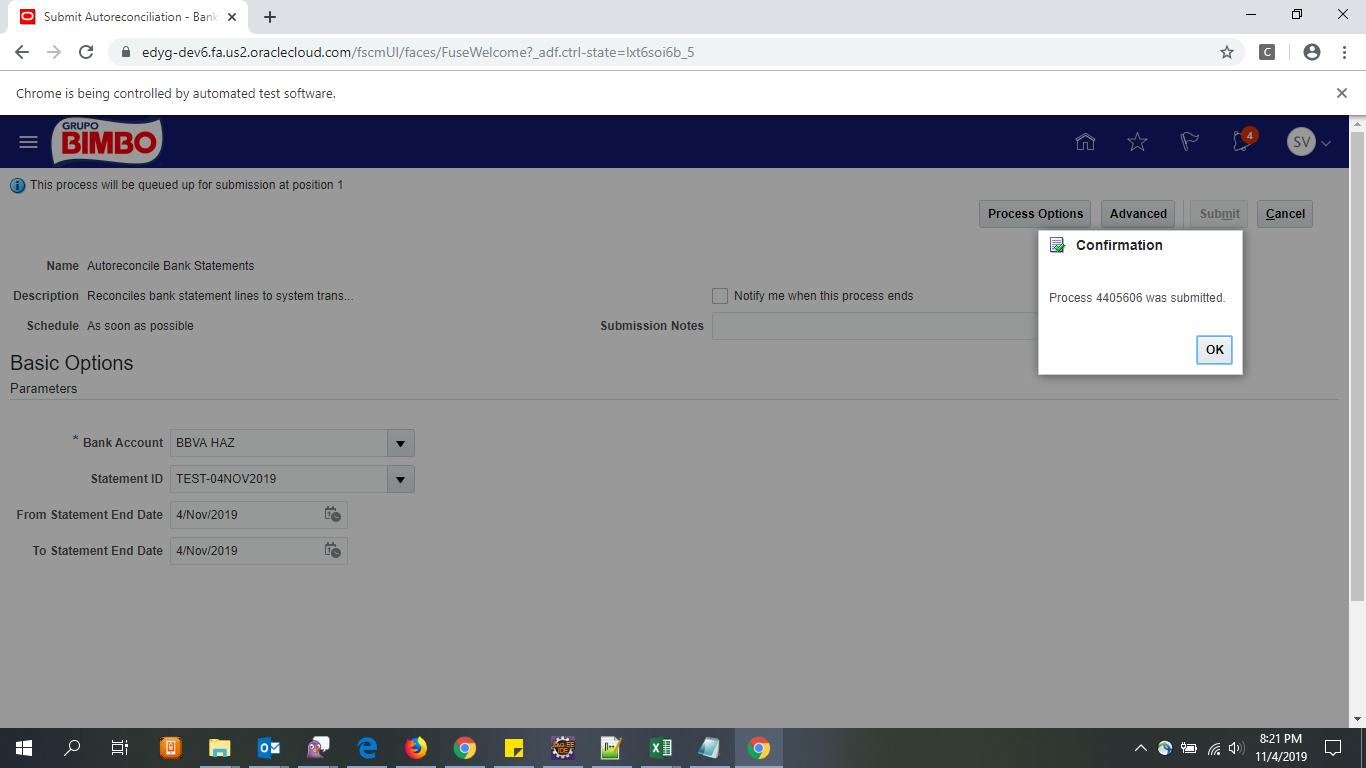 Submit Autoreconciliation - Bank
edyg-dev6.fa.us2.oraclecloud.com/fscmUI/faces/FuseWelcome?_adf.ctrl-state=lxt6soi6b_5
C
Chrome is being controlled by automated test software.
GRUPO
BIMBO
4
SV
This process will be queued up for submission at position 1
Process Options
Advanced
Submit
Cancel
Confirmation
Process 4405606 was submitted.
OK
Name Autoreconcile Bank Statements
Description Reconciles bank statement lines to system trans...
Notify me when this process ends
Schedule As soon as possible
Submission Notes
Basic Options
Parameters
* Bank Account BBVA HAZ
Statement ID TEST-04NOV2019
From Statement End Date 4/Nov/2019
To Statement End Date 4/Nov/2019
8:21 PM
11/4/2019